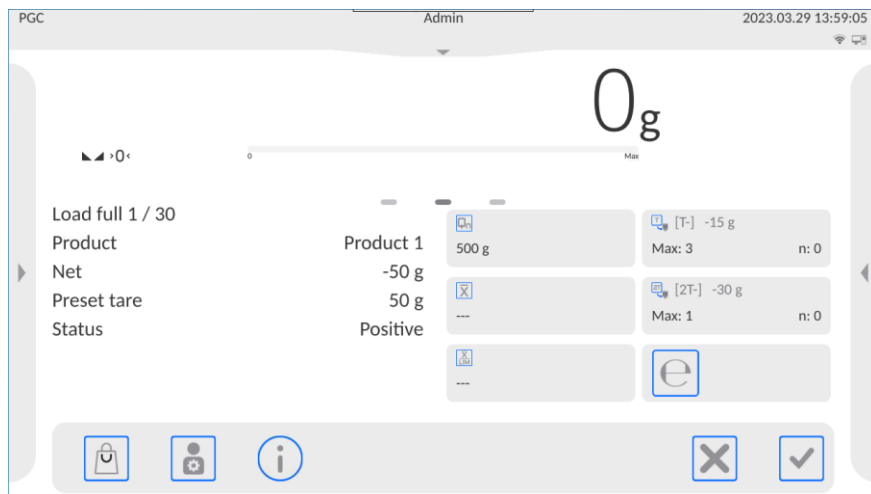 PGC Admin 2023.03.29 13:59:05
0g
›0‹ 0 Max
Load full 1 / 30
Product Product 1
Net -50 g
Preset tare 50 g
Status Positive
500 g
---
---
[T-] -15 g
Max: 3 n: 0
[2T-] -30 g
Max: 1 n: 0
e